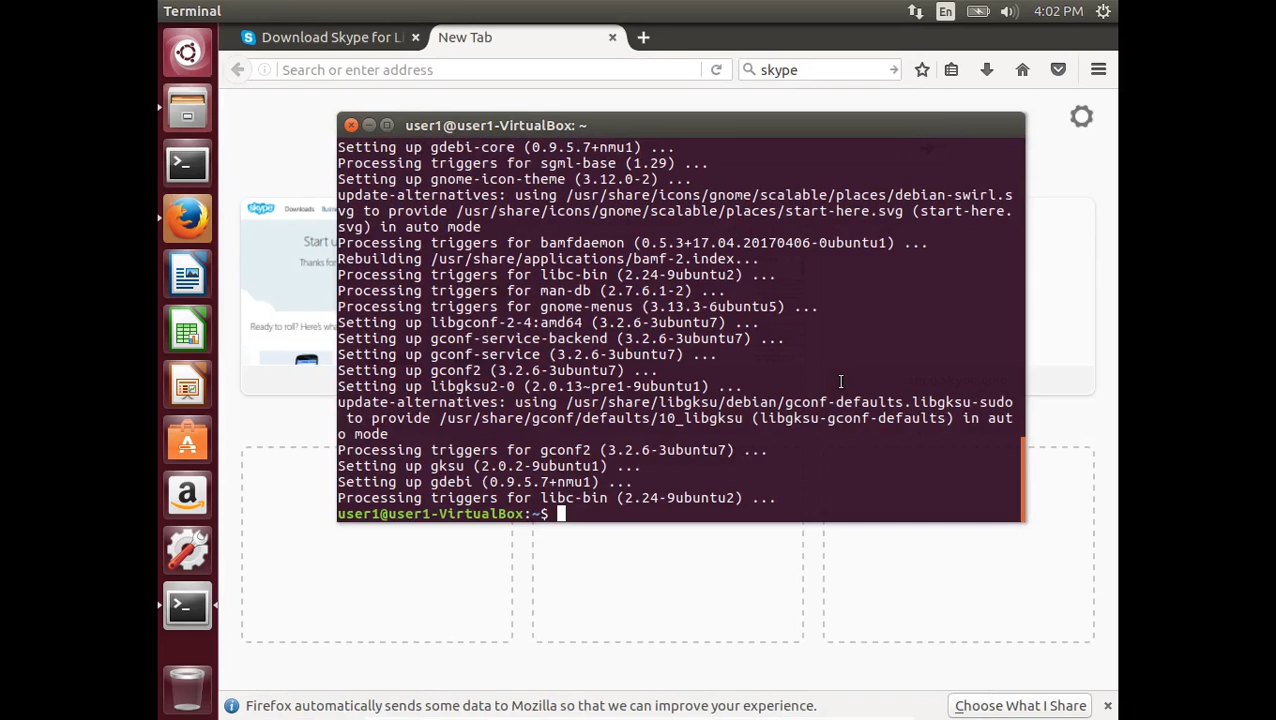 Terminal
En
4:02 PM
Download Skype for Li
New Tab
Search or enter address
skype
user1@user1-VirtualBox: ~
Setting up gdebi-core (0.9.5.7+nmu1) ...
Processing triggers for sgml-base (1.29) ...
Setting up gnome-icon-theme (3.12.0-2) ...
update-alternatives: using /usr/share/icons/gnome/scalable/places/debian-swirl.s
vg to provide /usr/share/icons/gnome/scalable/places/start-here.svg (start-here.
svg) in auto mode
Processing triggers for bamfdaemon (0.5.3+17.04.20170406-0ubuntu1) ...
Rebuilding /usr/share/applications/bamf-2.index...
Processing triggers for libc-bin (2.24-9ubuntu2) ...
Processing triggers for man-db (2.7.6.1-2) ...
Processing triggers for gnome-menus (3.13.3-6ubuntu5) ...
Setting up libgconf-2-4:amd64 (3.2.6-3ubuntu7) ...
Setting up gconf-service-backend (3.2.6-3ubuntu7) ...
Setting up gconf-service (3.2.6-3ubuntu7) ...
Setting up gconf2 (3.2.6-3ubuntu7) ...
Setting up libgksu2-0 (2.0.13~pre1-9ubuntu1) ...
update-alternatives: using /usr/share/libgksu/debian/gconf-defaults.libgksu-sudo
 to provide /usr/share/gconf/defaults/10_libgksu (libgksu-gconf-defaults) in aut
o mode
Processing triggers for gconf2 (3.2.6-3ubuntu7) ...
Setting up gksu (2.0.2-9ubuntu1) ...
Setting up gdebi (0.9.5.7+nmu1) ...
Processing triggers for libc-bin (2.24-9ubuntu2) ...
user1@user1-VirtualBox:~$
skype
Downloads
Busi
Start u
Thanks fo
Ready to roll? Here's wha
Firefox automatically sends some data to Mozilla so that we can improve your experience.
Choose What I Share